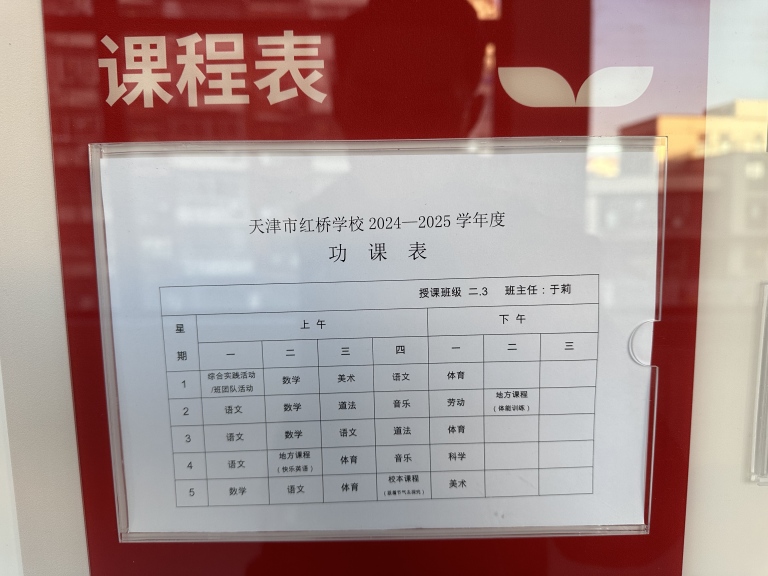 课程表
天津市红桥学校 2024—2025 学年度
功 课 表
授课班级 二.3 班主任：于莉
星期 上 午 下 午
一 二 三 四 一 二 三
1 综合实践活动/班团队活动 数学 美术 语文 体育
2 语文 数学 道法 音乐 劳动 地方课程（体能训练）
3 语文 数学 语文 道法 体育
4 语文 地方课程（快乐英语） 体育 音乐 科学
5 数学 语文 体育 校本课程 美术